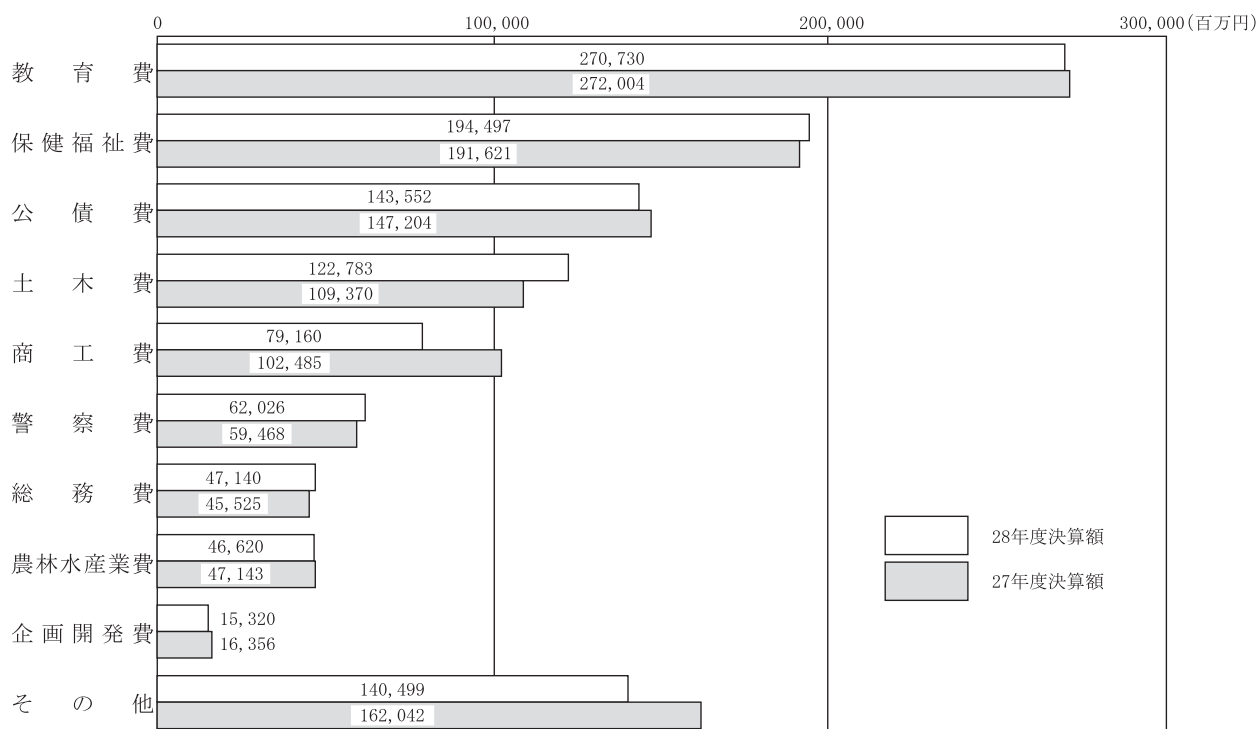 0 100,000 200,000 300,000(百万円)
教育費 270,730
272,004
保健福祉費 194,497
191,621
公債費 143,552
147,204
土木費 122,783
109,370
商工費 79,160
102,485
警察費 62,026
59,468
総務費 47,140
45,525
農林水産業費 46,620
47,143
企画開発費 15,320
16,356
その他 140,499
162,042
28年度決算額
27年度決算額